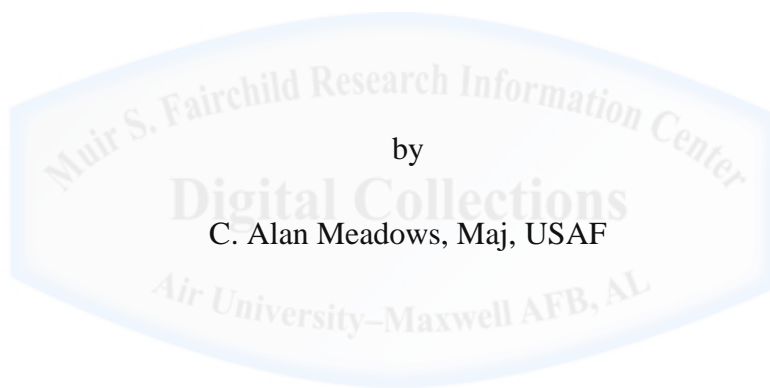 Muir S. Fairchild Research Information Center
by
Digital Collections
C. Alan Meadows, Maj, USAF
Air University–Maxwell AFB, AL